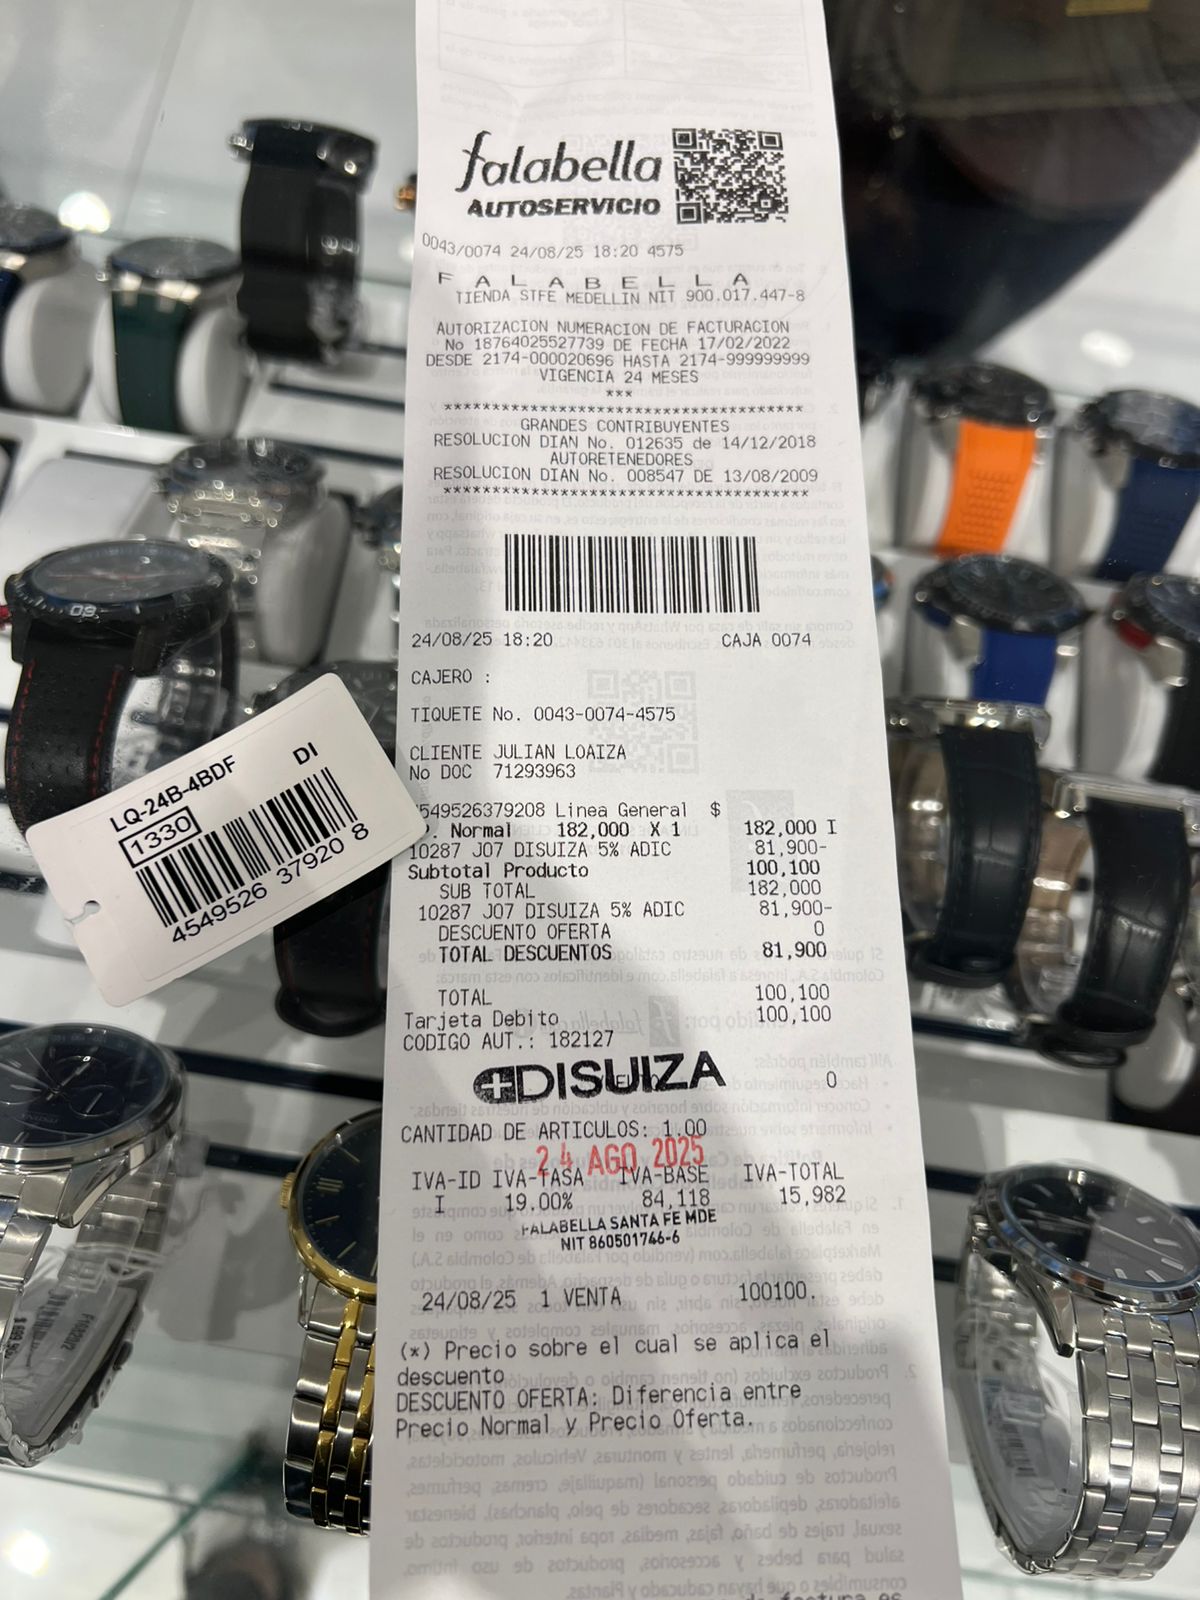 falabella
AUTOSERVICIO
0043/0074 24/08/25 18:20 4575
F A L A B E L L A
TIENDA STFE MEDELLIN NIT 900.017.447-8
AUTORIZACION NUMERACION DE FACTURACION
No 18764025527739 DE FECHA 17/02/2022
DESDE 2174-000020696 HASTA 2174-999999999
VIGENCIA 24 MESES
***
GRANDES CONTRIBUYENTES
RESOLUCION DIAN No. 012635 de 14/12/2018
AUTORETENEDORES
RESOLUCION DIAN No. 008547 DE 13/08/2009
24/08/25 18:20 CAJA 0074
CAJERO :
TIQUETE No. 0043-0074-4575
CLIENTE JULIAN LOAIZA
No DOC 71293963
4549526379208 Linea General $
P. Normal 182,000 X 1 182,000 I
10287 J07 DISUIZA 5% ADIC 81,900-
Subtotal Producto 100,100
SUB TOTAL 182,000
10287 J07 DISUIZA 5% ADIC 81,900-
DESCUENTO OFERTA 0
TOTAL DESCUENTOS 81,900
TOTAL 100,100
Tarjeta Debito 100,100
CODIGO AUT.: 182127
DISUIZA 0
CANTIDAD DE ARTICULOS: 1.00
24 AGO 2025
IVA-ID IVA-TASA IVA-BASE IVA-TOTAL
I 19.00% 84,118 15,982
FALABELLA SANTA FE MDE
NIT 860501746-6
24/08/25 1 VENTA 100100.
(*) Precio sobre el cual se aplica el
descuento
DESCUENTO OFERTA: Diferencia entre
Precio Normal y Precio Oferta.
LQ-24B-4BDF DI
1330
4549526 37920 8